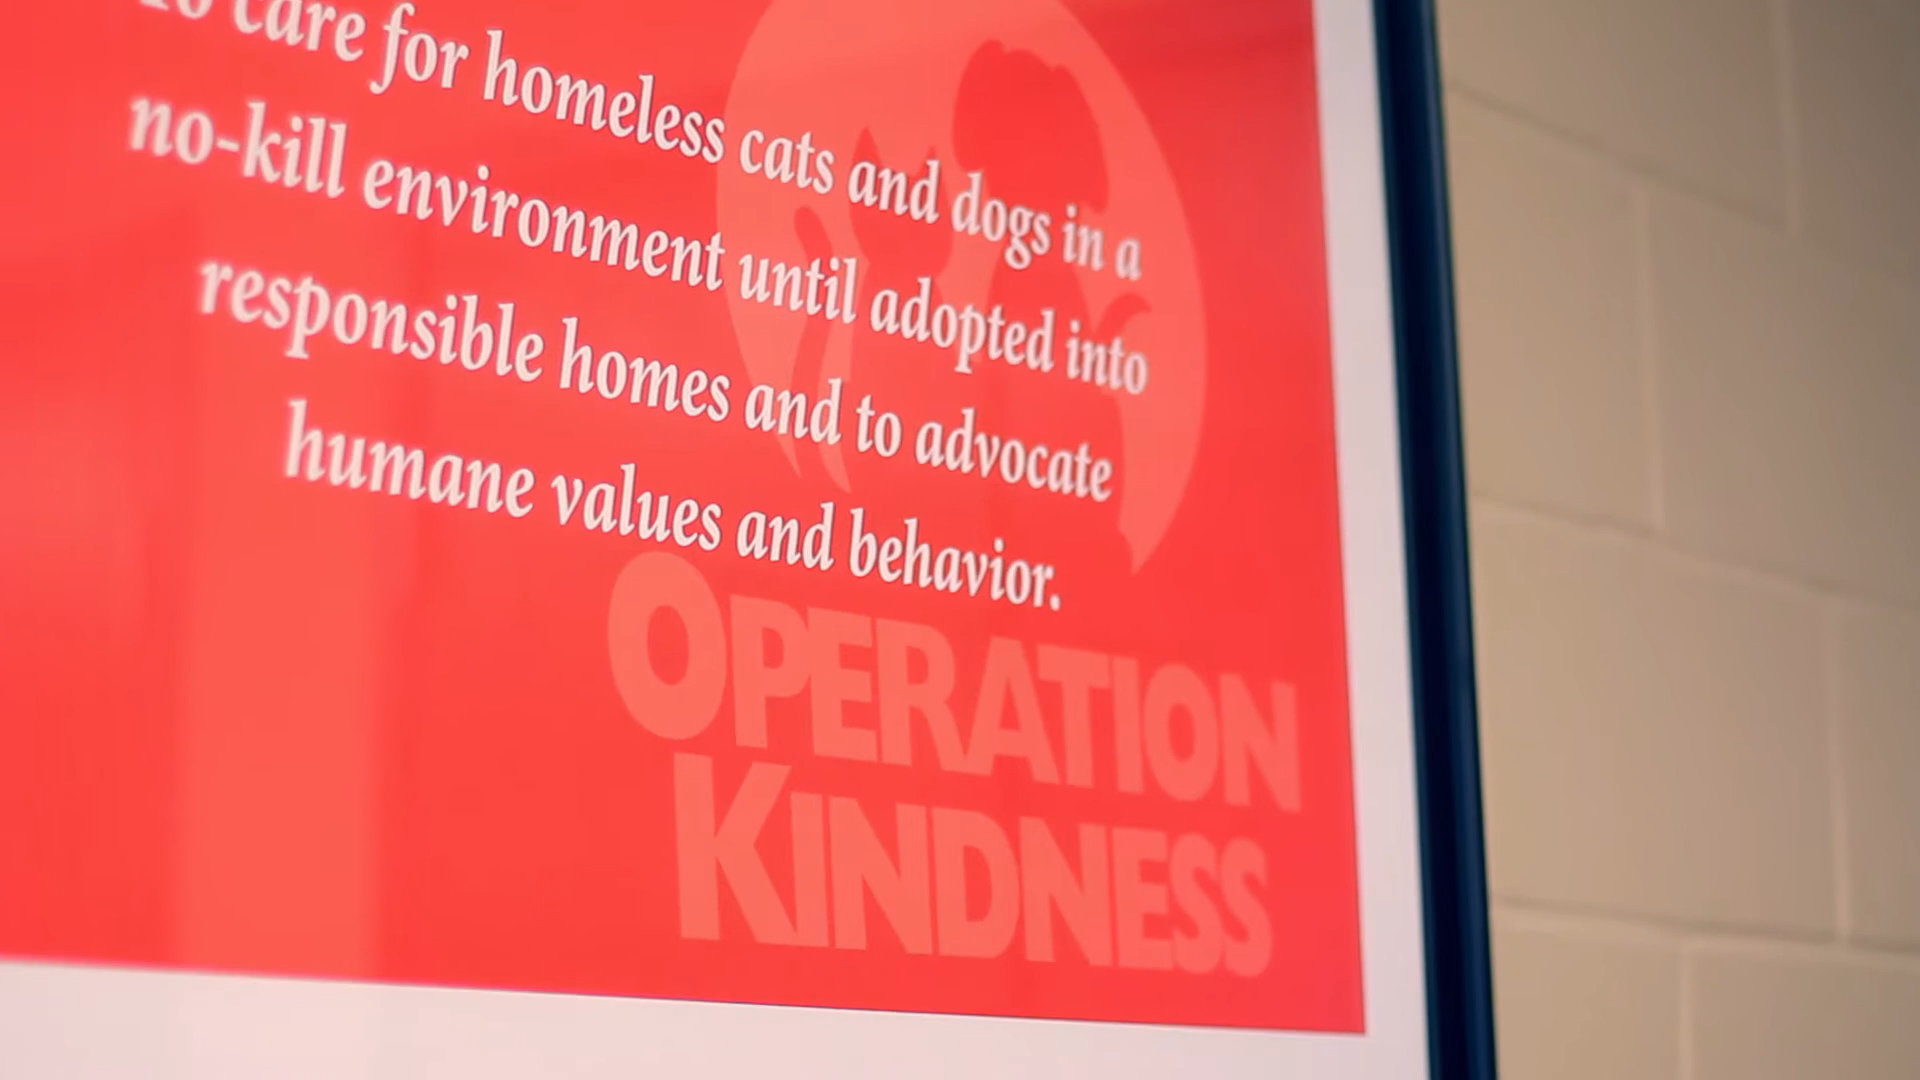 To care for homeless cats and dogs in a
no-kill environment until adopted into
responsible homes and to advocate
humane values and behavior.
OPERATION
KINDNESS